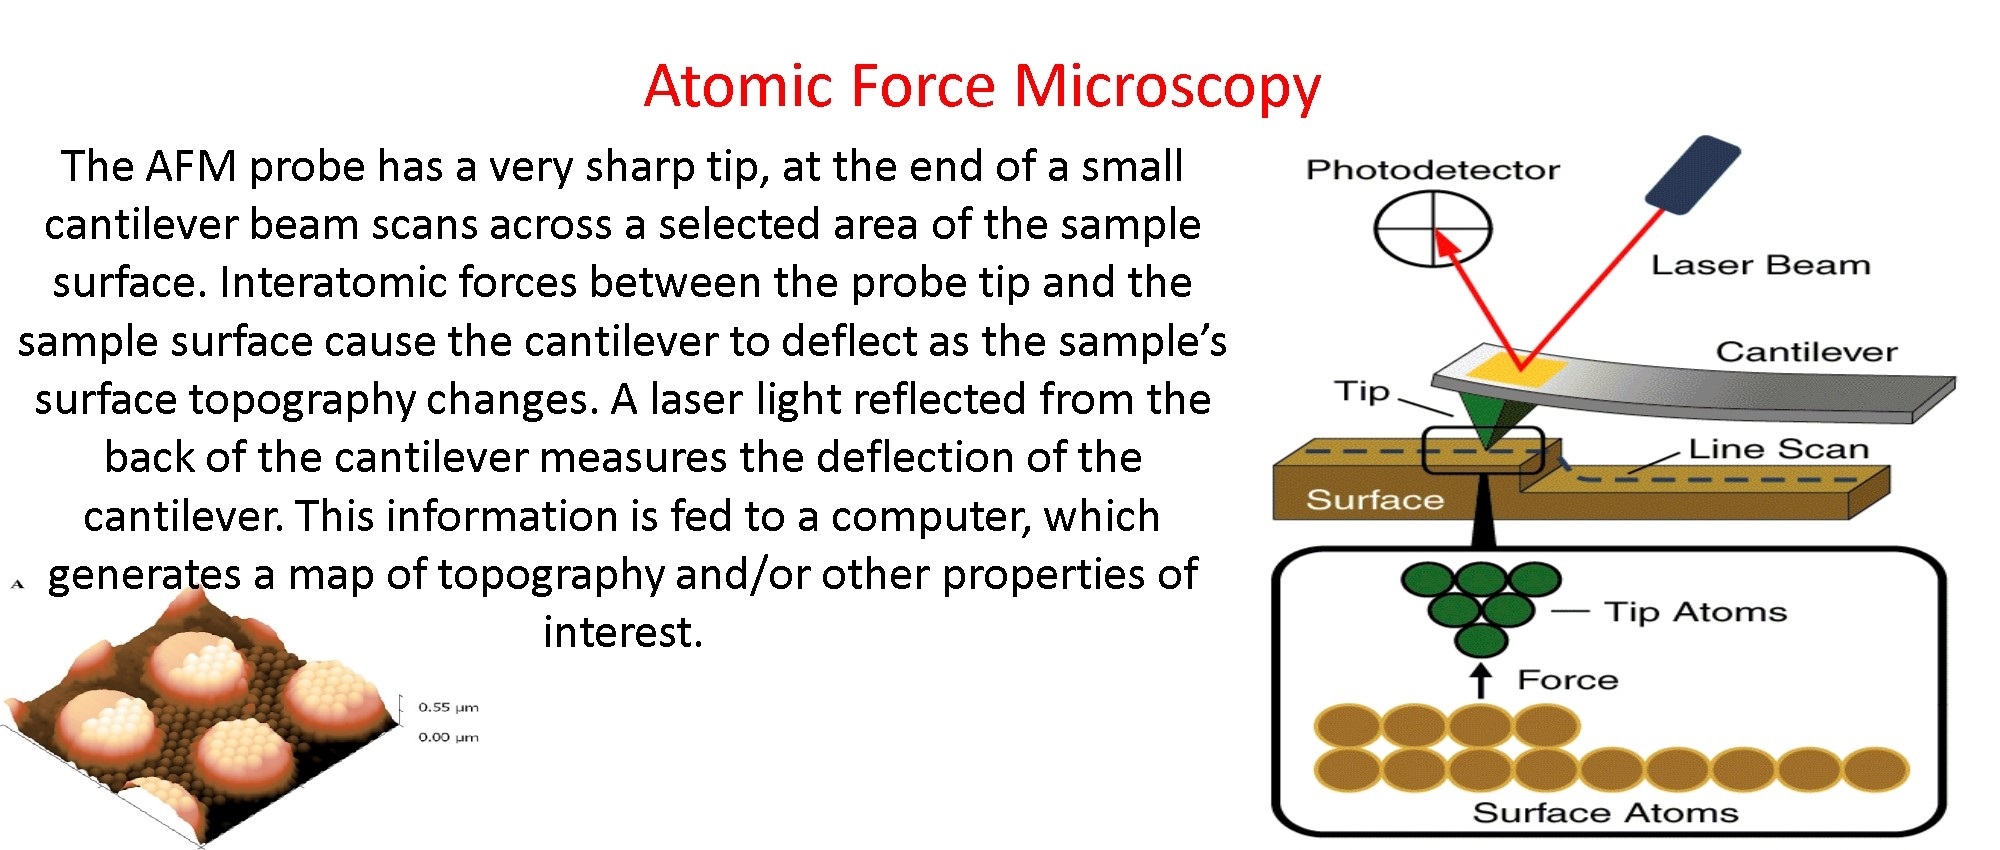 Atomic Force Microscopy
The AFM probe has a very sharp tip, at the end of a small
cantilever beam scans across a selected area of the sample
surface. Interatomic forces between the probe tip and the
sample surface cause the cantilever to deflect as the sample’s
surface topography changes. A laser light reflected from the
back of the cantilever measures the deflection of the
cantilever. This information is fed to a computer, which
generates a map of topography and/or other properties of
interest.
A
0.55 µm
0.00 µm
Photodetector
Laser Beam
Cantilever
Tip
Line Scan
Surface
Tip Atoms
Force
Surface Atoms